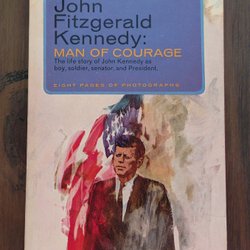 John
Fitzgerald
Kennedy:
MAN OF COURAGE
The life story of John Kennedy as
boy, soldier, senator, and President.
EIGHT PAGES OF PHOTOGRAPHS